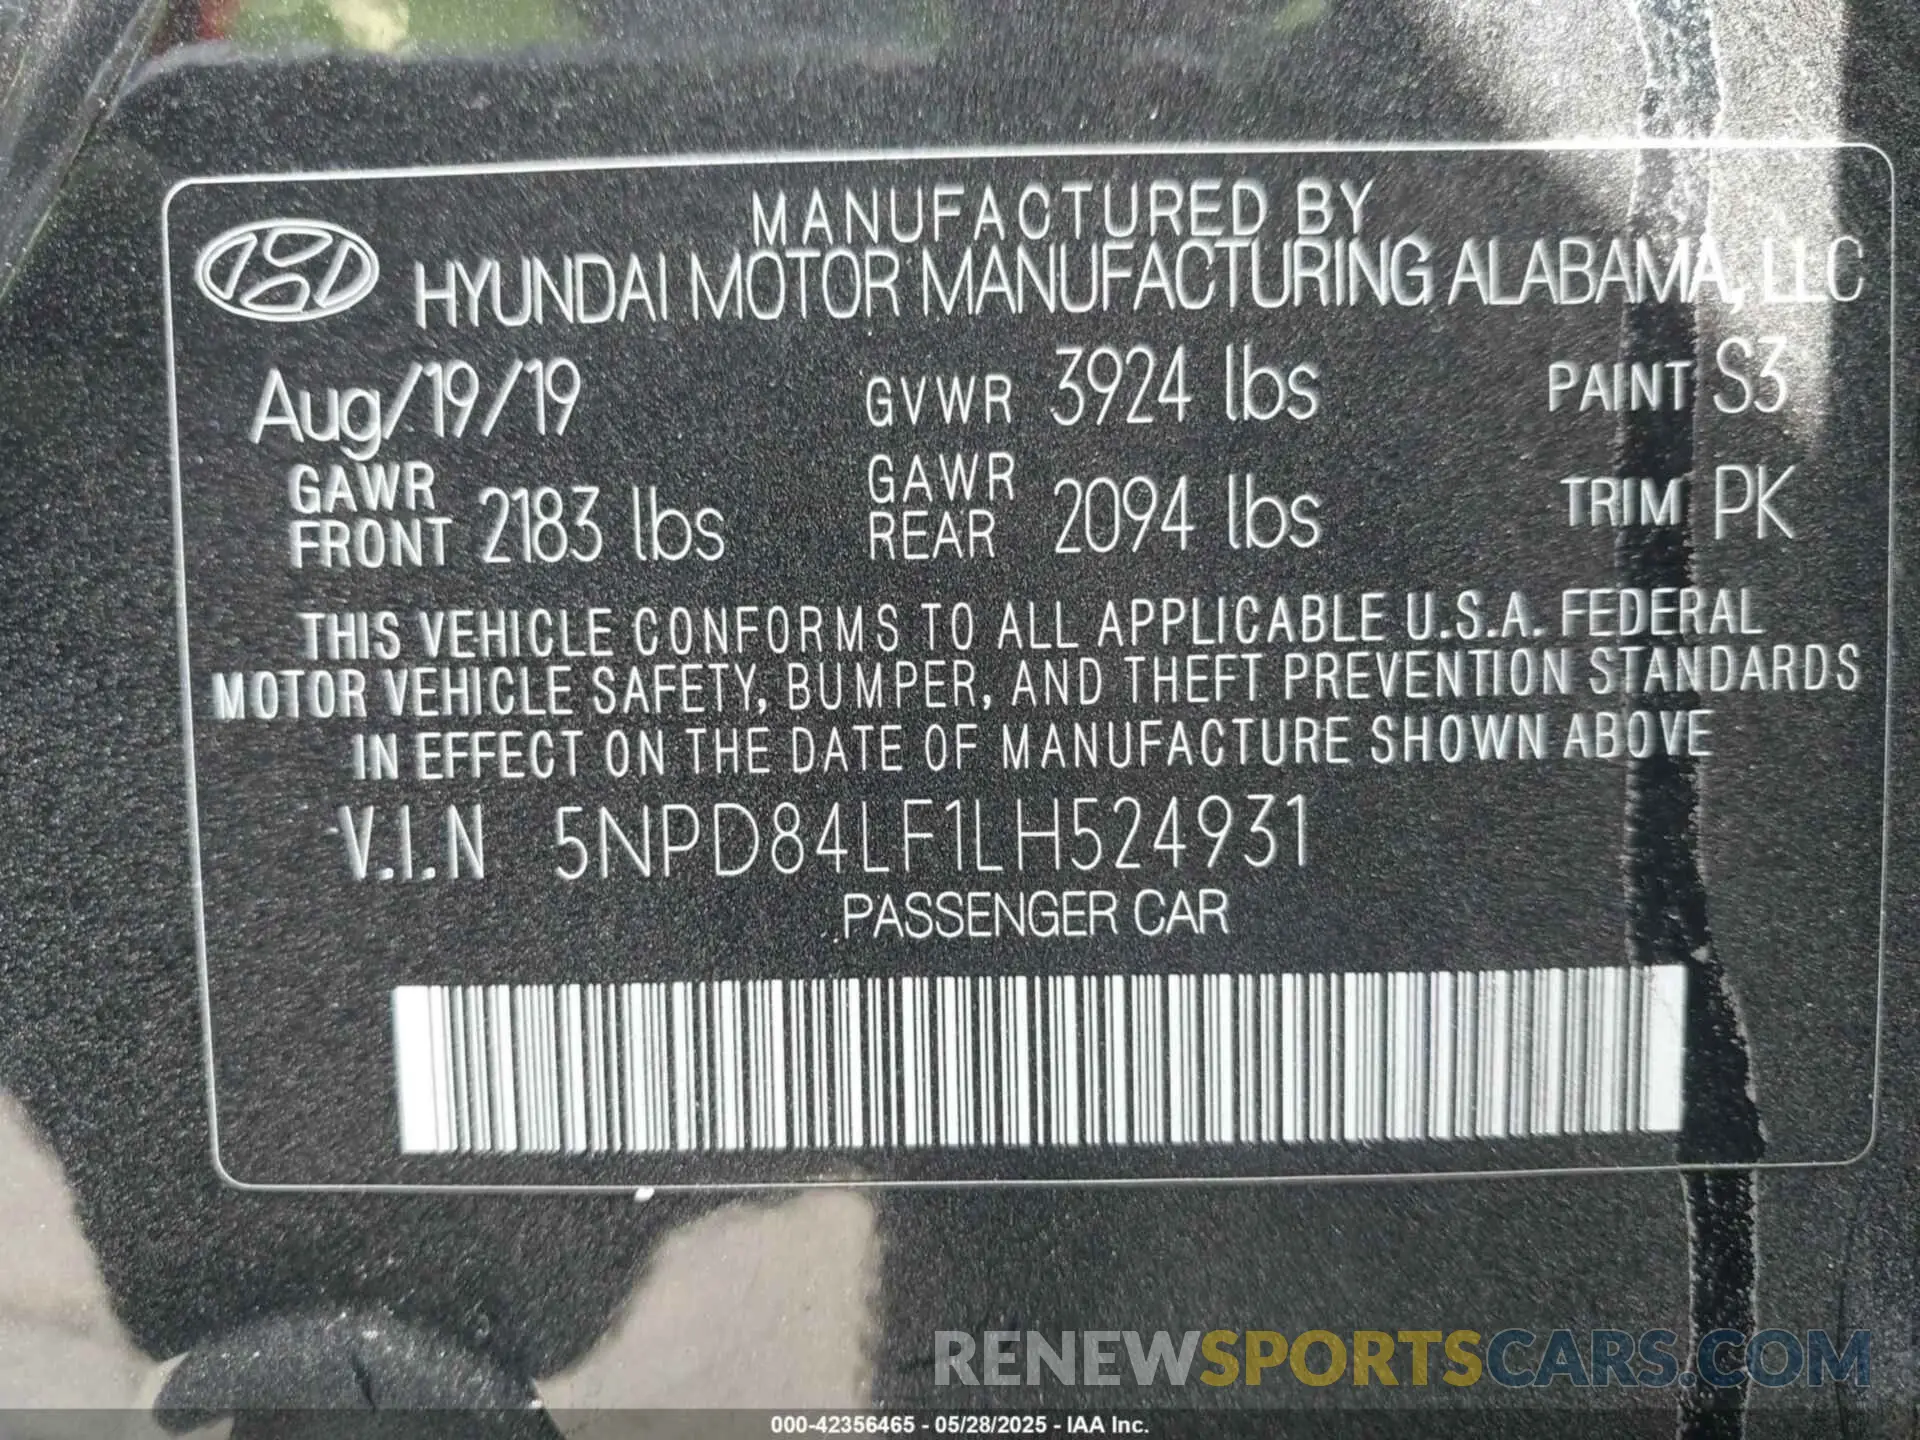 MANUFACTURED BY
HYUNDAI MOTOR MANUFACTURING ALABAMA, LLC
Aug/19/19 GVWR 3924 lbs PAINT S3
GAWR FRONT 2183 lbs GAWR REAR 2094 lbs TRIM PK
THIS VEHICLE CONFORMS TO ALL APPLICABLE U.S.A. FEDERAL
MOTOR VEHICLE SAFETY, BUMPER, AND THEFT PREVENTION STANDARDS
IN EFFECT ON THE DATE OF MANUFACTURE SHOWN ABOVE
V.I.N 5NPD84LF1LH524931
PASSENGER CAR
RENEWSPORTSCARS.COM
000-42356465 - 05/28/2025 - IAA Inc.